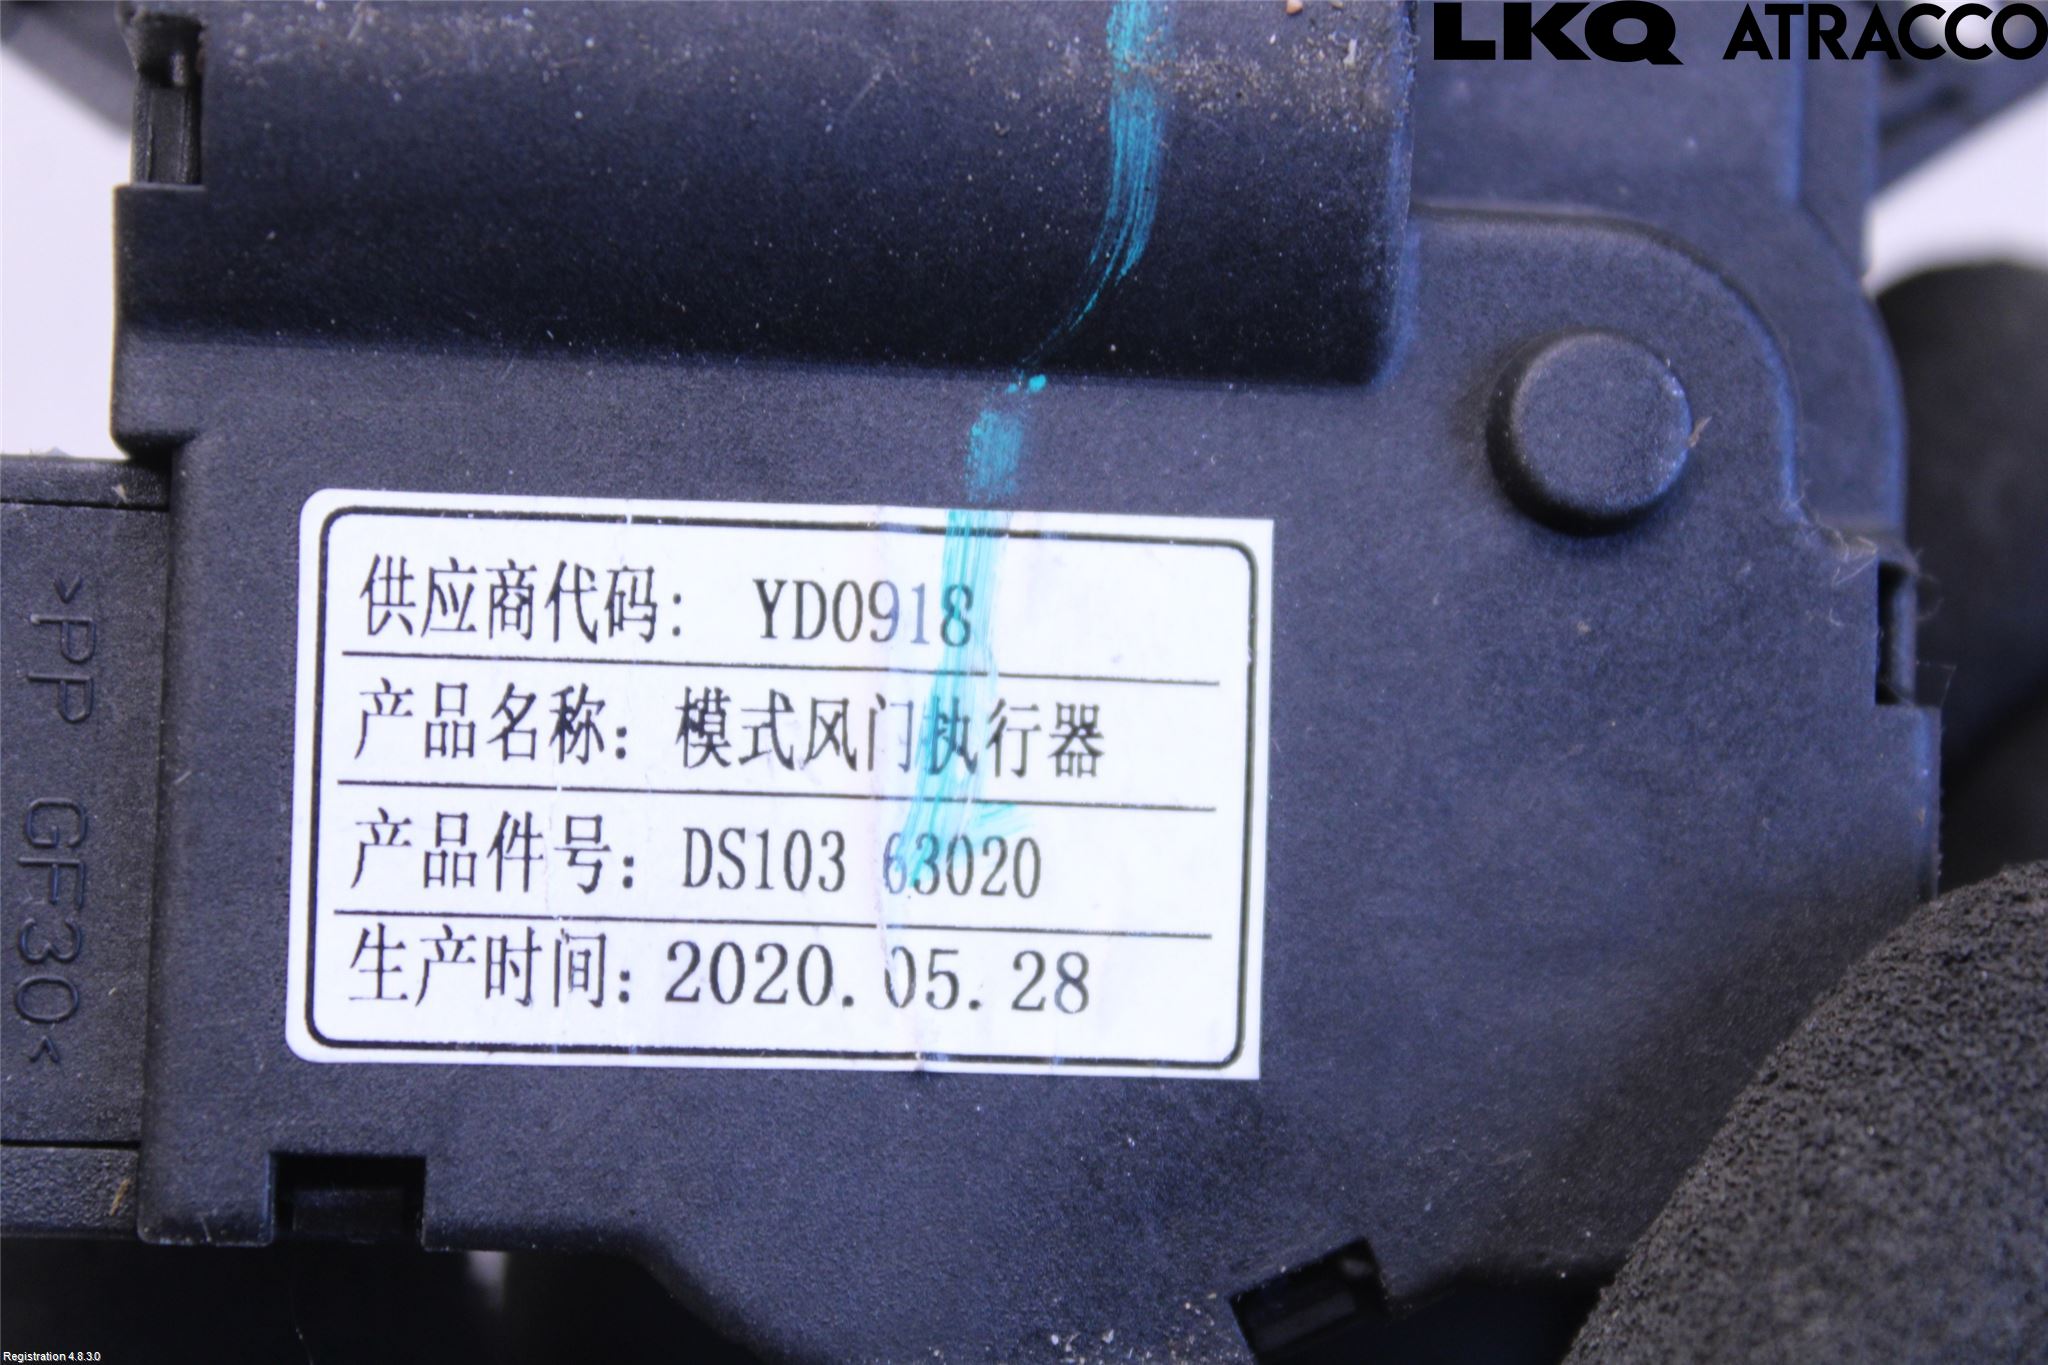 LKQ ATRACCO
供应商代码: YD0918
产品名称: 模式风门执行器
产品件号: DS103 63020
生产时间: 2020.05.28
>PP GF30<
Registration 4.8.3.0